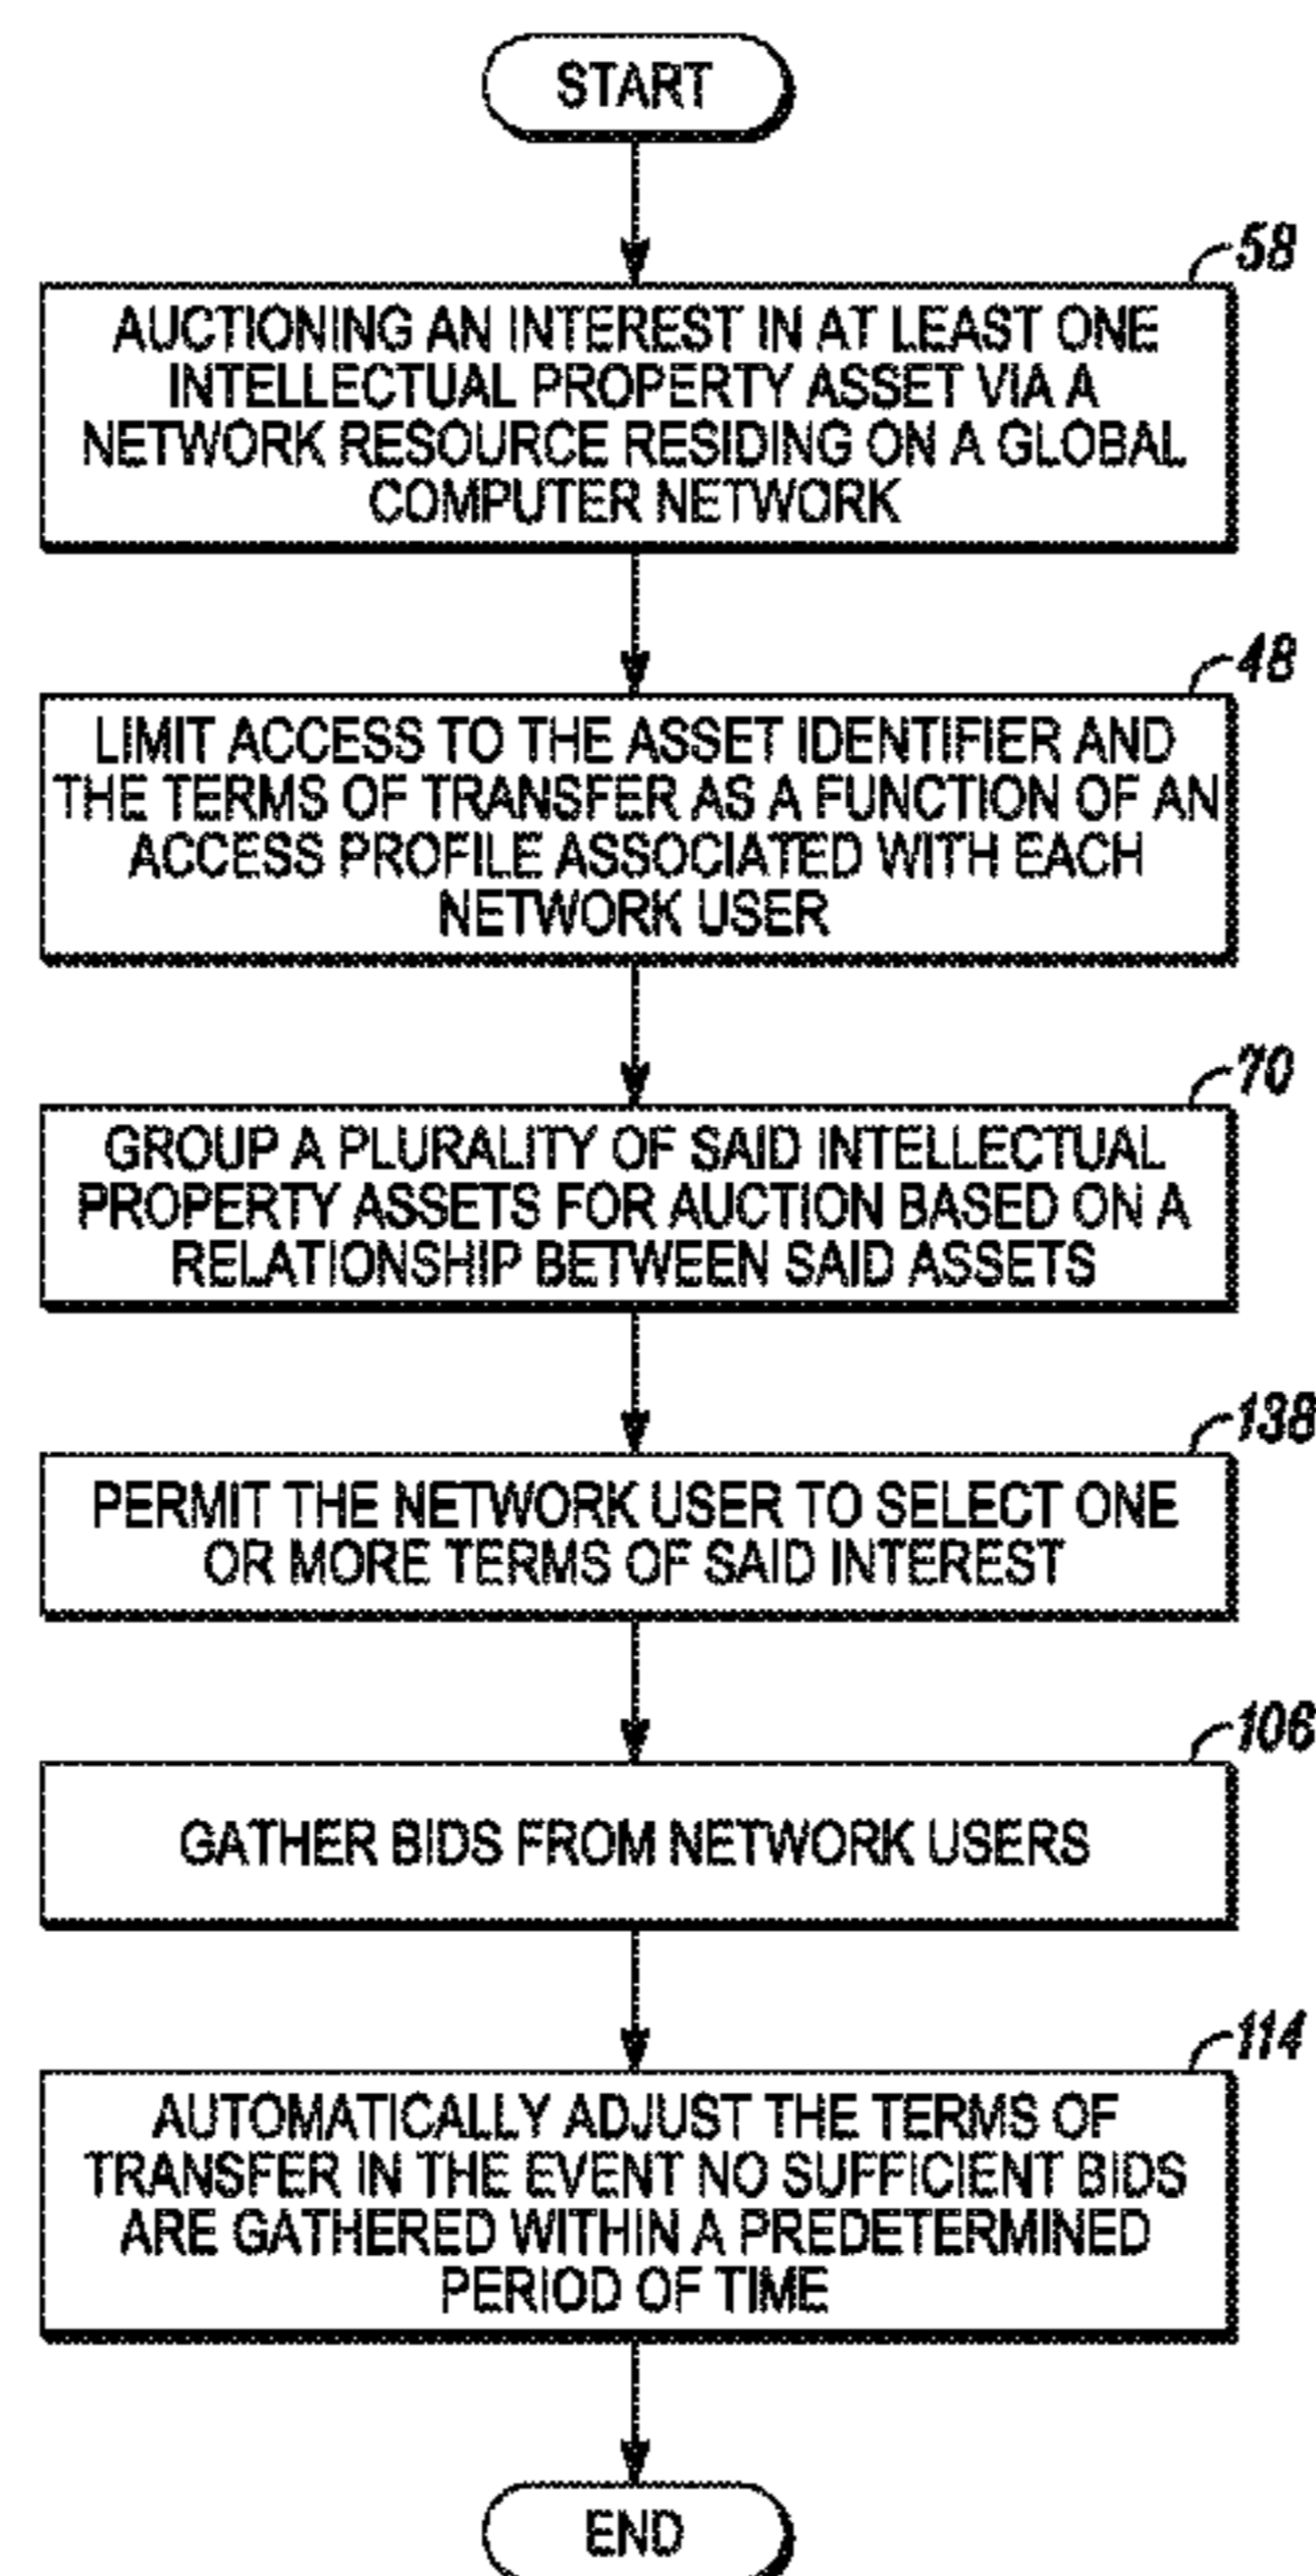 START
58
AUCTIONING AN INTEREST IN AT LEAST ONE
INTELLECTUAL PROPERTY ASSET VIA A
NETWORK RESOURCE RESIDING ON A GLOBAL
COMPUTER NETWORK
48
LIMIT ACCESS TO THE ASSET IDENTIFIER AND
THE TERMS OF TRANSFER AS A FUNCTION OF AN
ACCESS PROFILE ASSOCIATED WITH EACH
NETWORK USER
70
GROUP A PLURALITY OF SAID INTELLECTUAL
PROPERTY ASSETS FOR AUCTION BASED ON A
RELATIONSHIP BETWEEN SAID ASSETS
138
PERMIT THE NETWORK USER TO SELECT ONE
OR MORE TERMS OF SAID INTEREST
106
GATHER BIDS FROM NETWORK USERS
114
AUTOMATICALLY ADJUST THE TERMS OF
TRANSFER IN THE EVENT NO SUFFICIENT BIDS
ARE GATHERED WITHIN A PREDETERMINED
PERIOD OF TIME
END